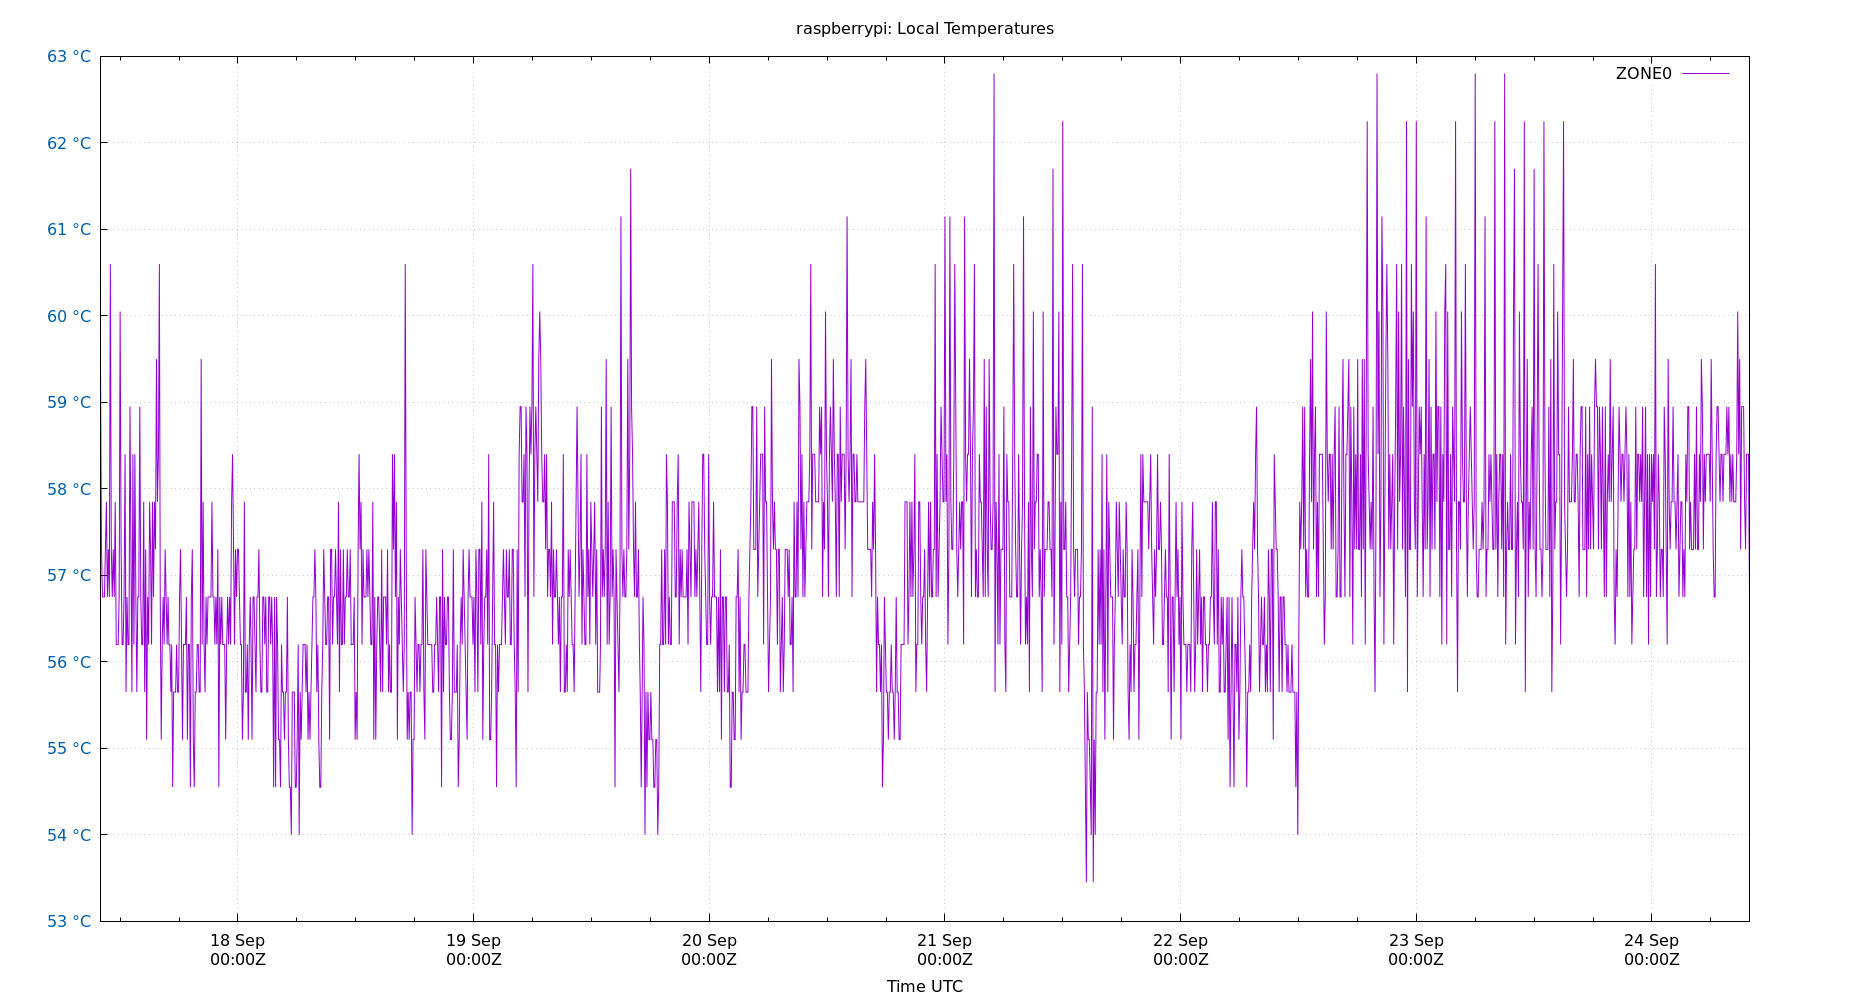 raspberrypi: Local Temperatures
63 °C
ZONE0
62 °C
61 °C
60 °C
59 °C
58 °C
57 °C
56 °C
55 °C
54 °C
53 °C
18 Sep 19 Sep 20 Sep 21 Sep 22 Sep 23 Sep 24 Sep
00:00Z 00:00Z 00:00Z 00:00Z 00:00Z 00:00Z 00:00Z
Time UTC